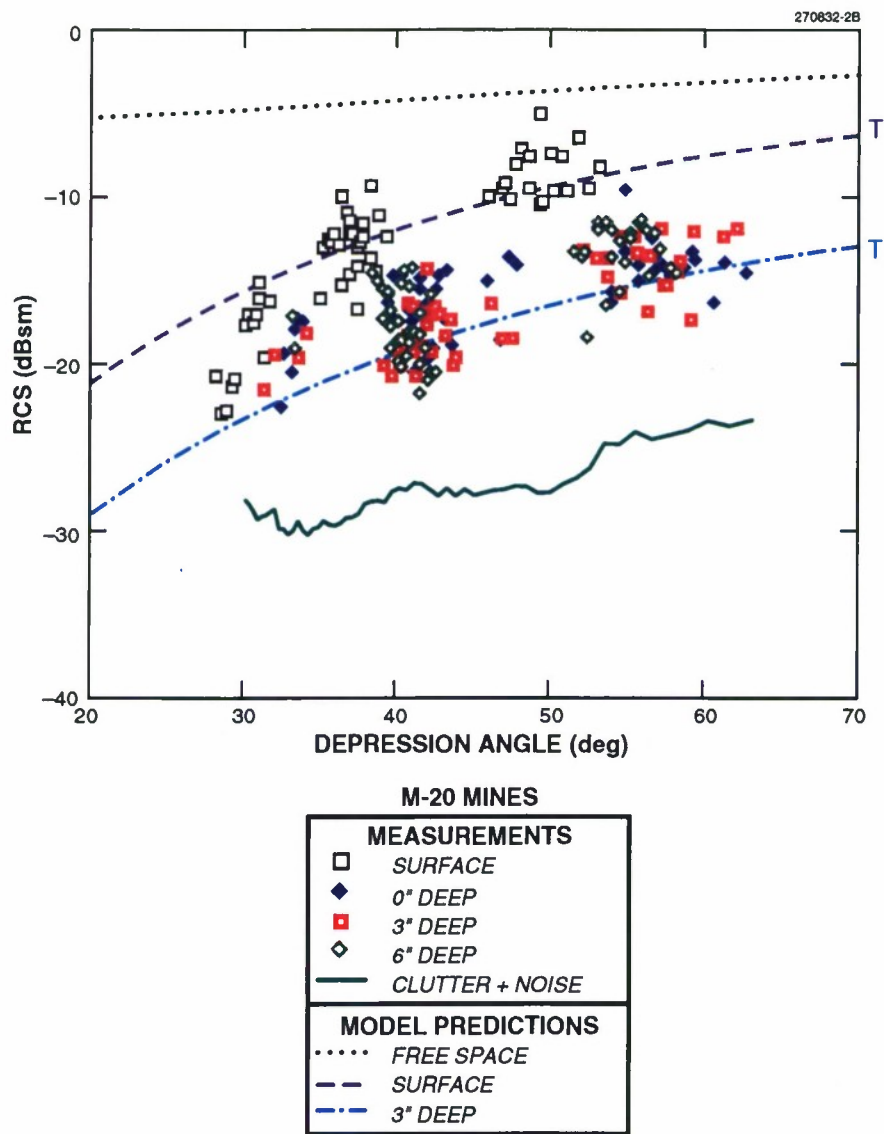 270832-2B
0
T
–10
T
–20
–30
–40
RCS (dBsm)
20
30
40
50
60
70
DEPRESSION ANGLE (deg)
M-20 MINES
MEASUREMENTS
SURFACE
0" DEEP
3" DEEP
6" DEEP
CLUTTER + NOISE
MODEL PREDICTIONS
FREE SPACE
SURFACE
3" DEEP